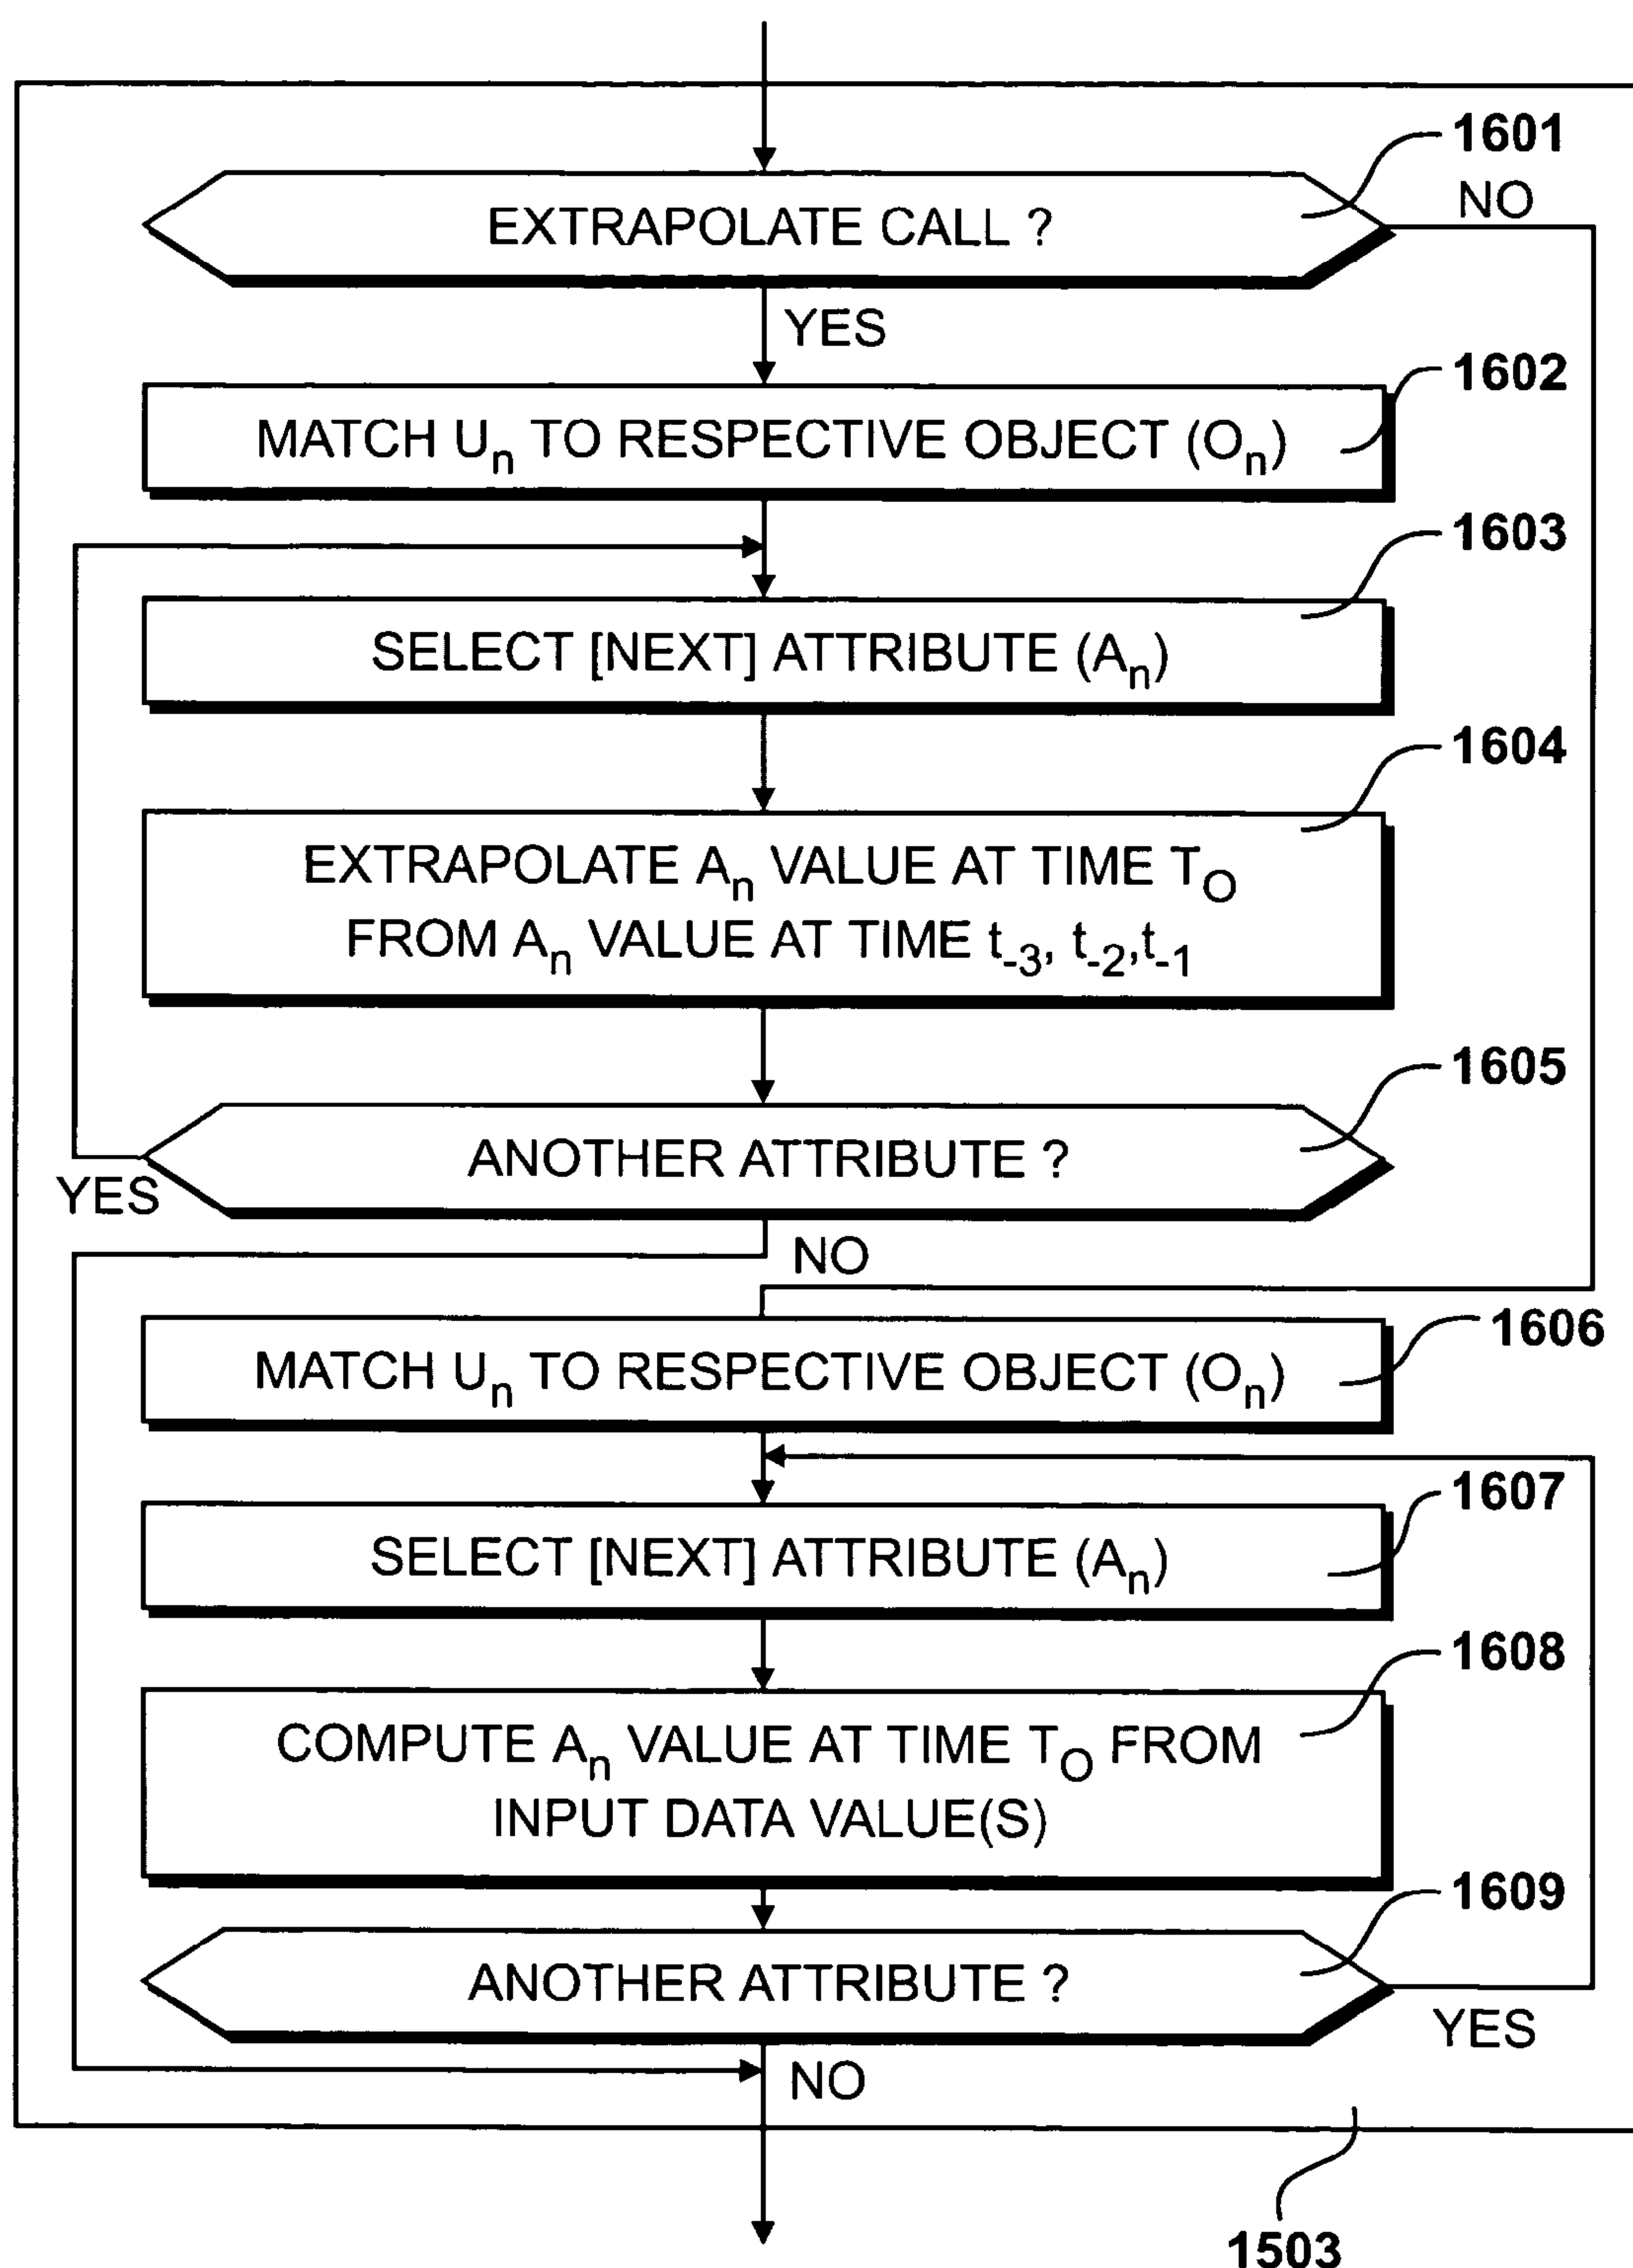 1601
NO
EXTRAPOLATE CALL ?
YES
1602
MATCH Un TO RESPECTIVE OBJECT (On)
1603
SELECT [NEXT] ATTRIBUTE (An)
1604
EXTRAPOLATE An VALUE AT TIME TO
FROM An VALUE AT TIME t-3, t-2,t-1
1605
ANOTHER ATTRIBUTE ?
YES
NO
1606
MATCH Un TO RESPECTIVE OBJECT (On)
1607
SELECT [NEXT] ATTRIBUTE (An)
1608
COMPUTE An VALUE AT TIME TO FROM
INPUT DATA VALUE(S)
1609
ANOTHER ATTRIBUTE ?
YES
NO
1503